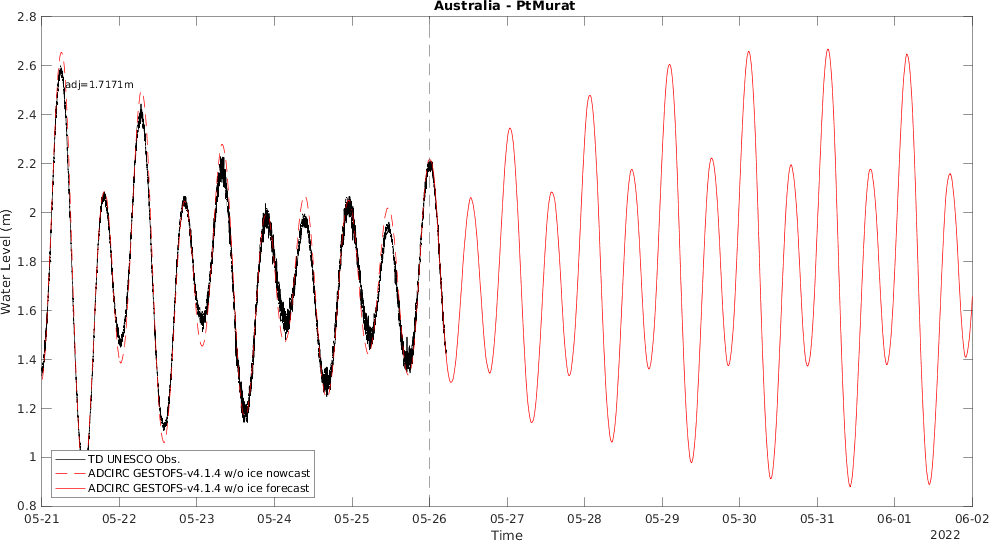 Australia - PtMurat
2.8
2.6
2.4
2.2
2
1.8
1.6
1.4
1.2
1
0.8
Water Level (m)
adj=1.7171m
TD UNESCO Obs.
ADCIRC GESTOFS-v4.1.4 w/o ice nowcast
ADCIRC GESTOFS-v4.1.4 w/o ice forecast
05-21 05-22 05-23 05-24 05-25 05-26 05-27 05-28 05-29 05-30 05-31 06-01 06-02
Time
2022